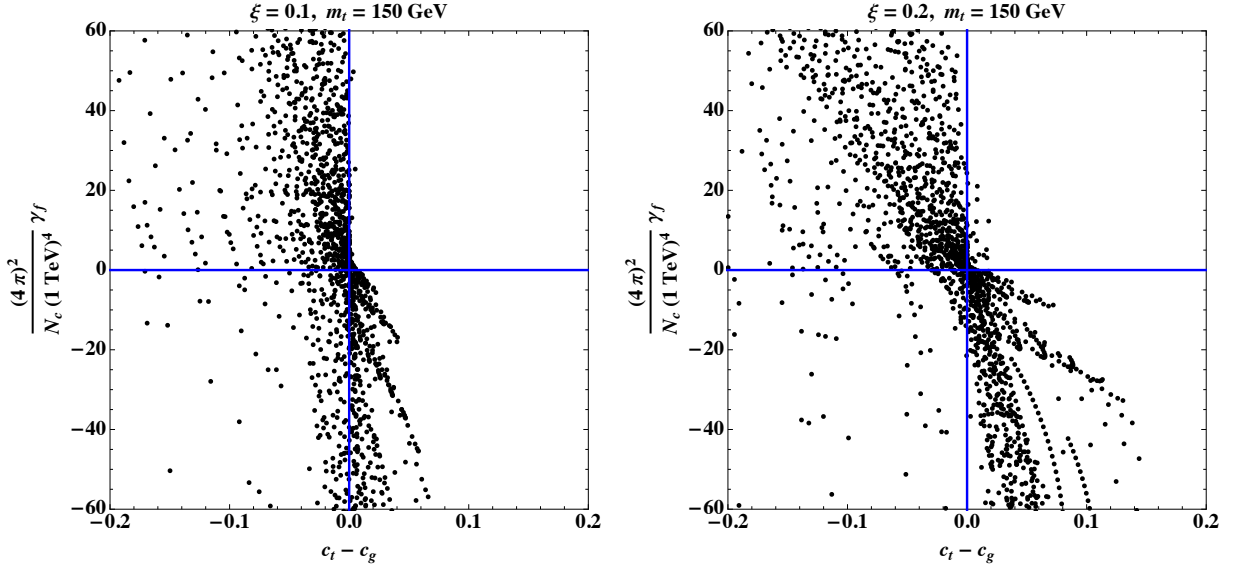 ξ = 0.1, m_t = 150 GeV
60
40
20
0
−20
−40
−60
−0.2 −0.1 0.0 0.1 0.2
c_t − c_g
(4 π)^2
N_c (1 TeV)^4
γ_f
ξ = 0.2, m_t = 150 GeV
60
40
20
0
−20
−40
−60
−0.2 −0.1 0.0 0.1 0.2
c_t − c_g
(4 π)^2
N_c (1 TeV)^4
γ_f